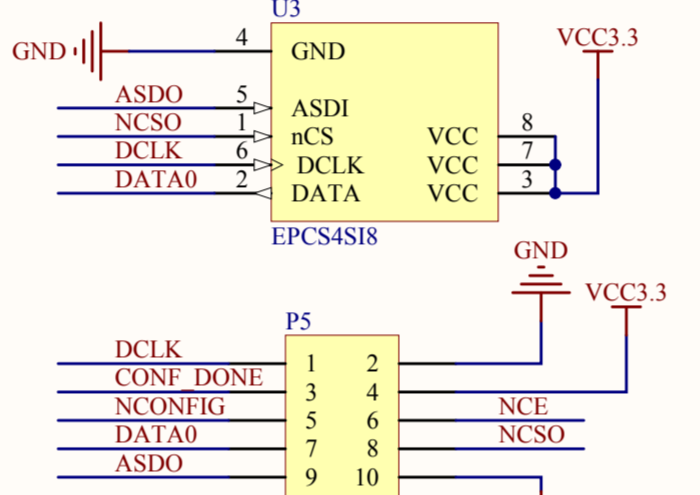 U3
GND 4 GND VCC3.3
ASDO 5 ASDI
NCSO 1 nCS VCC 8
DCLK 6 DCLK VCC 7
DATA0 2 DATA VCC 3
EPCS4SI8
GND
VCC3.3
P5
DCLK 1 2
CONF_DONE 3 4
NCONFIG 5 6 NCE
DATA0 7 8 NCSO
ASDO 9 10